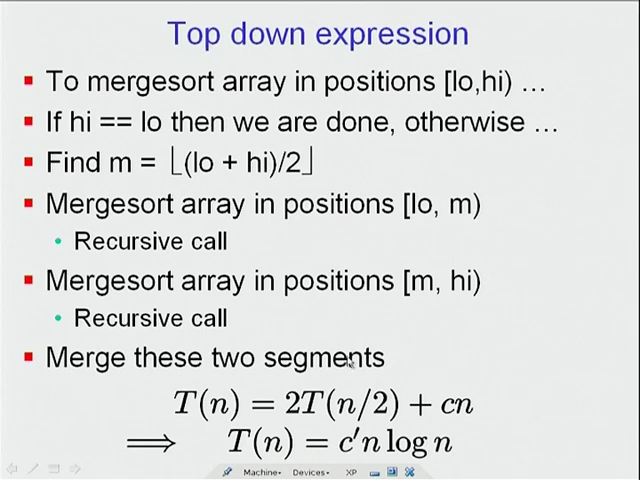 Top down expression
To mergesort array in positions [lo,hi) …
If hi == lo then we are done, otherwise …
Find m = ⌊(lo + hi)/2⌋
Mergesort array in positions [lo, m)
Recursive call
Mergesort array in positions [m, hi)
Recursive call
Merge these two segments
T(n) = 2T(n/2) + cn
⟹ T(n) = c′n log n
Machine Devices XP